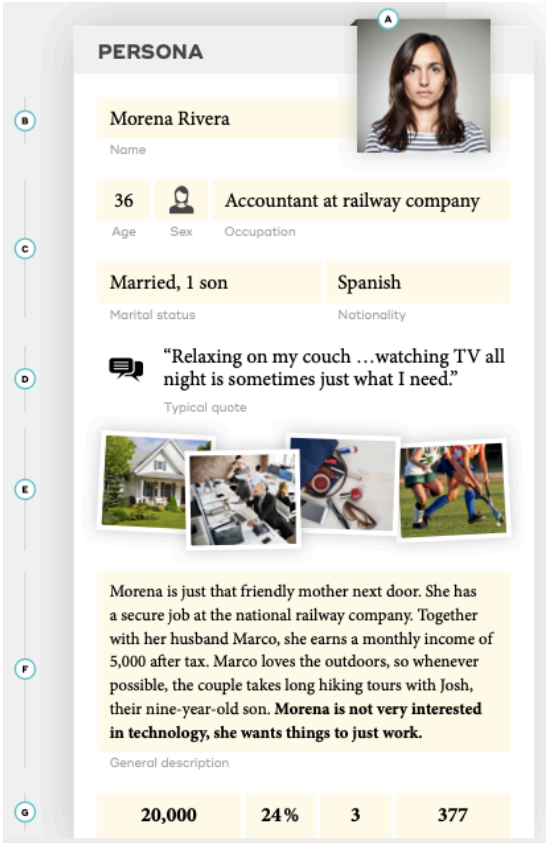 A
PERSONA
B
Morena Rivera
Name
C
36
Accountant at railway company
Age
Sex
Occupation
Married, 1 son
Spanish
Marital status
Nationality
D
“Relaxing on my couch …watching TV all
night is sometimes just what I need.”
Typical quote
E
F
Morena is just that friendly mother next door. She has
a secure job at the national railway company. Together
with her husband Marco, she earns a monthly income of
5,000 after tax. Marco loves the outdoors, so whenever
possible, the couple takes long hiking tours with Josh,
their nine-year-old son. Morena is not very interested
in technology, she wants things to just work.
General description
G
20,000
24%
3
377